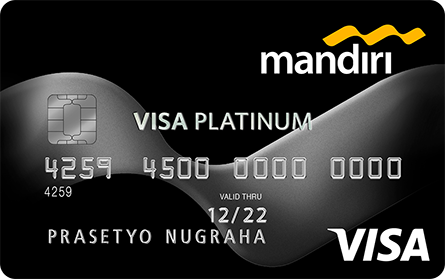 mandiri
VISA PLATINUM
4259 4500 0000 0000
4259
VALID THRU
12/22
PRASETYO NUGRAHA
VISA